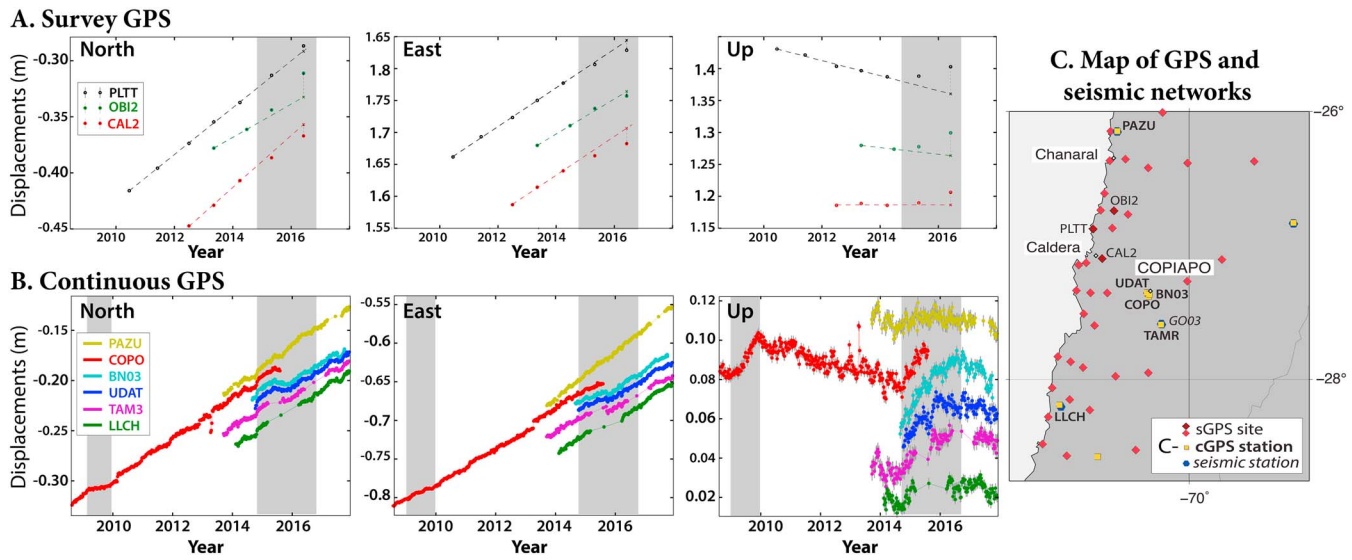 A. Survey GPS
North
East
Up
Displacements (m)
-0.30
-0.35
-0.40
-0.45
PLTT
OBI2
CAL2
2010 2012 2014 2016
Year
1.65
1.8
1.75
1.7
1.65
1.6
1.55
2010 2012 2014 2016
Year
1.4
1.35
1.3
1.25
1.2
1.15
2010 2012 2014 2016
Year
B. Continuous GPS
North
East
Up
Displacements (m)
-0.15
-0.20
-0.25
-0.30
PAZU
COPO
BN03
UDAT
TAM3
LLCH
2010 2012 2014 2016
Year
-0.55
-0.6
-0.65
-0.7
-0.75
-0.8
2010 2012 2014 2016
Year
0.12
0.10
0.08
0.06
0.04
0.02
2010 2012 2014 2016
Year
C. Map of GPS and
seismic networks
−26°
PAZU
Chanaral
OBI2
PLTT
Caldera
CAL2
COPIAPO
UDAT
BN03
COPO
GO03
TAMR
−28°
LLCH
sGPS site
C- cGPS station
seismic station
−70°